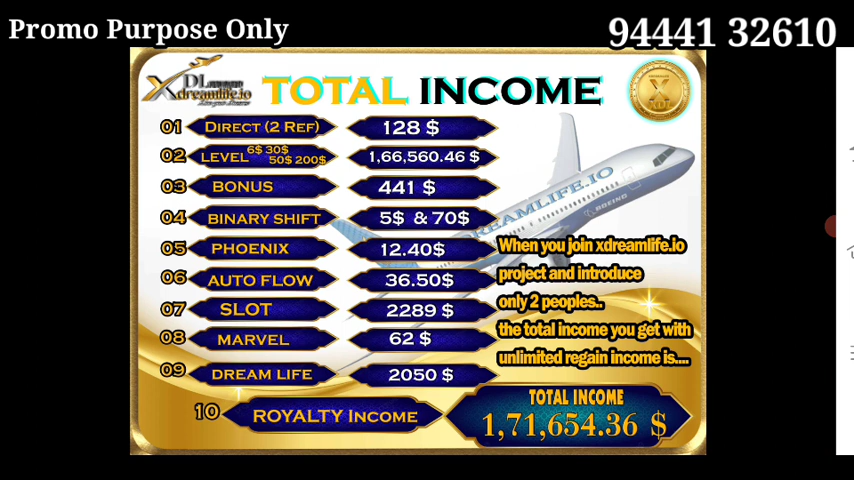 Promo Purpose Only
94441 32610
Xdreamlife.io
TOTAL INCOME
XDL
01 DIRECT (2 REF) 128 $
02 LEVEL 6$ 30$ 50$ 200$ 1,66,560.46 $
03 BONUS 441 $
04 BINARY SHIFT 5$ & 70$
05 PHOENIX 12.40$
06 AUTO FLOW 36.50$
07 SLOT 2289 $
08 MARVEL 62 $
09 DREAM LIFE 2050 $
10 ROYALTY INCOME
DREAMLIFE.IO
BOEING
When you join xdreamlife.io
project and introduce
only 2 peoples..
the total income you get with
unlimited regain income is....
TOTAL INCOME
1,71,654.36 $